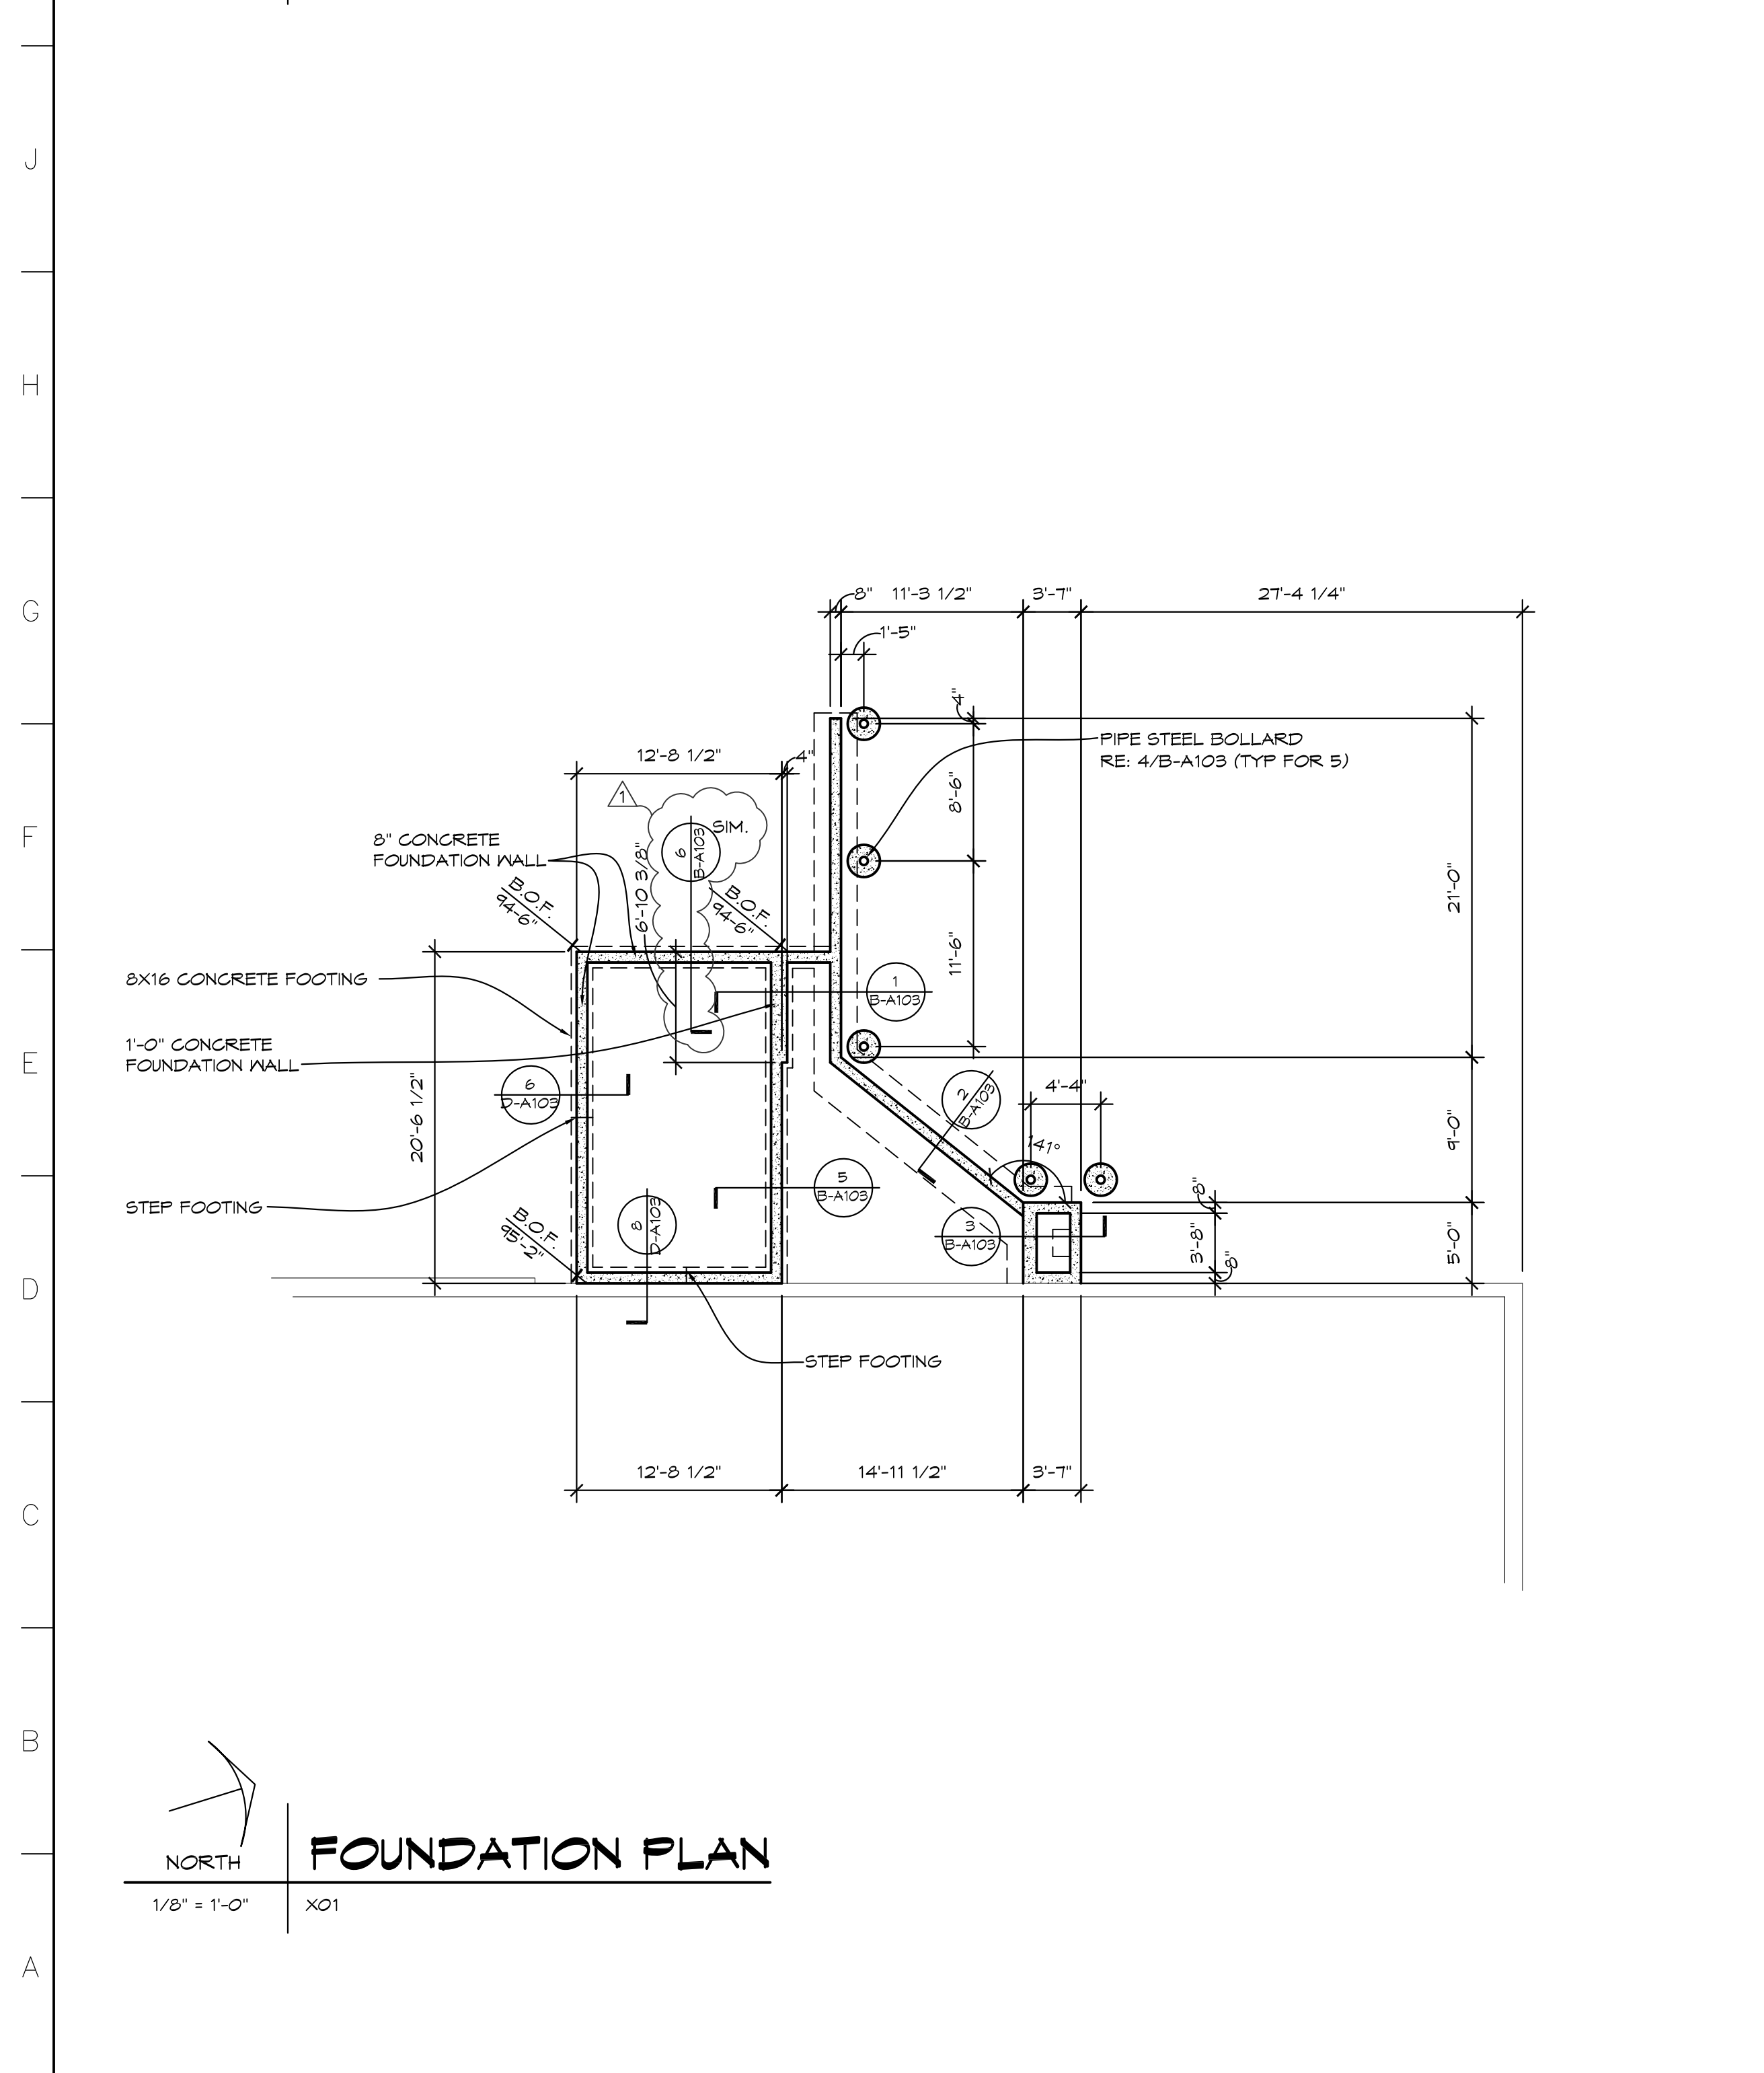 J
H
G
F
E
D
C
B
A
8" 11'-3 1/2" 3'-7" 27'-4 1/4"
1'-5"
4"
12'-8 1/2" 4"
PIPE STEEL BOLLARD
RE: 4/B-A103 (TYP FOR 5)
1
SIM.
6
B-A103
8'-6"
8" CONCRETE
FOUNDATION WALL
6'-10 3/8"
B.O.F.
94-6"
B.O.F.
94-6"
21'-0"
11'-6"
8X16 CONCRETE FOOTING
1
B-A103
1'-0" CONCRETE
FOUNDATION WALL
6
D-A103
20'-6 1/2"
2
B-A103
4'-4"
141°
9'-0"
STEP FOOTING
5
B-A103
8
D-A103
3
B-A103
B.O.F.
95'-2"
8"
3'-8"
8"
5'-0"
STEP FOOTING
12'-8 1/2" 14'-11 1/2" 3'-7"
NORTH
FOUNDATION PLAN
1/8" = 1'-0" X01